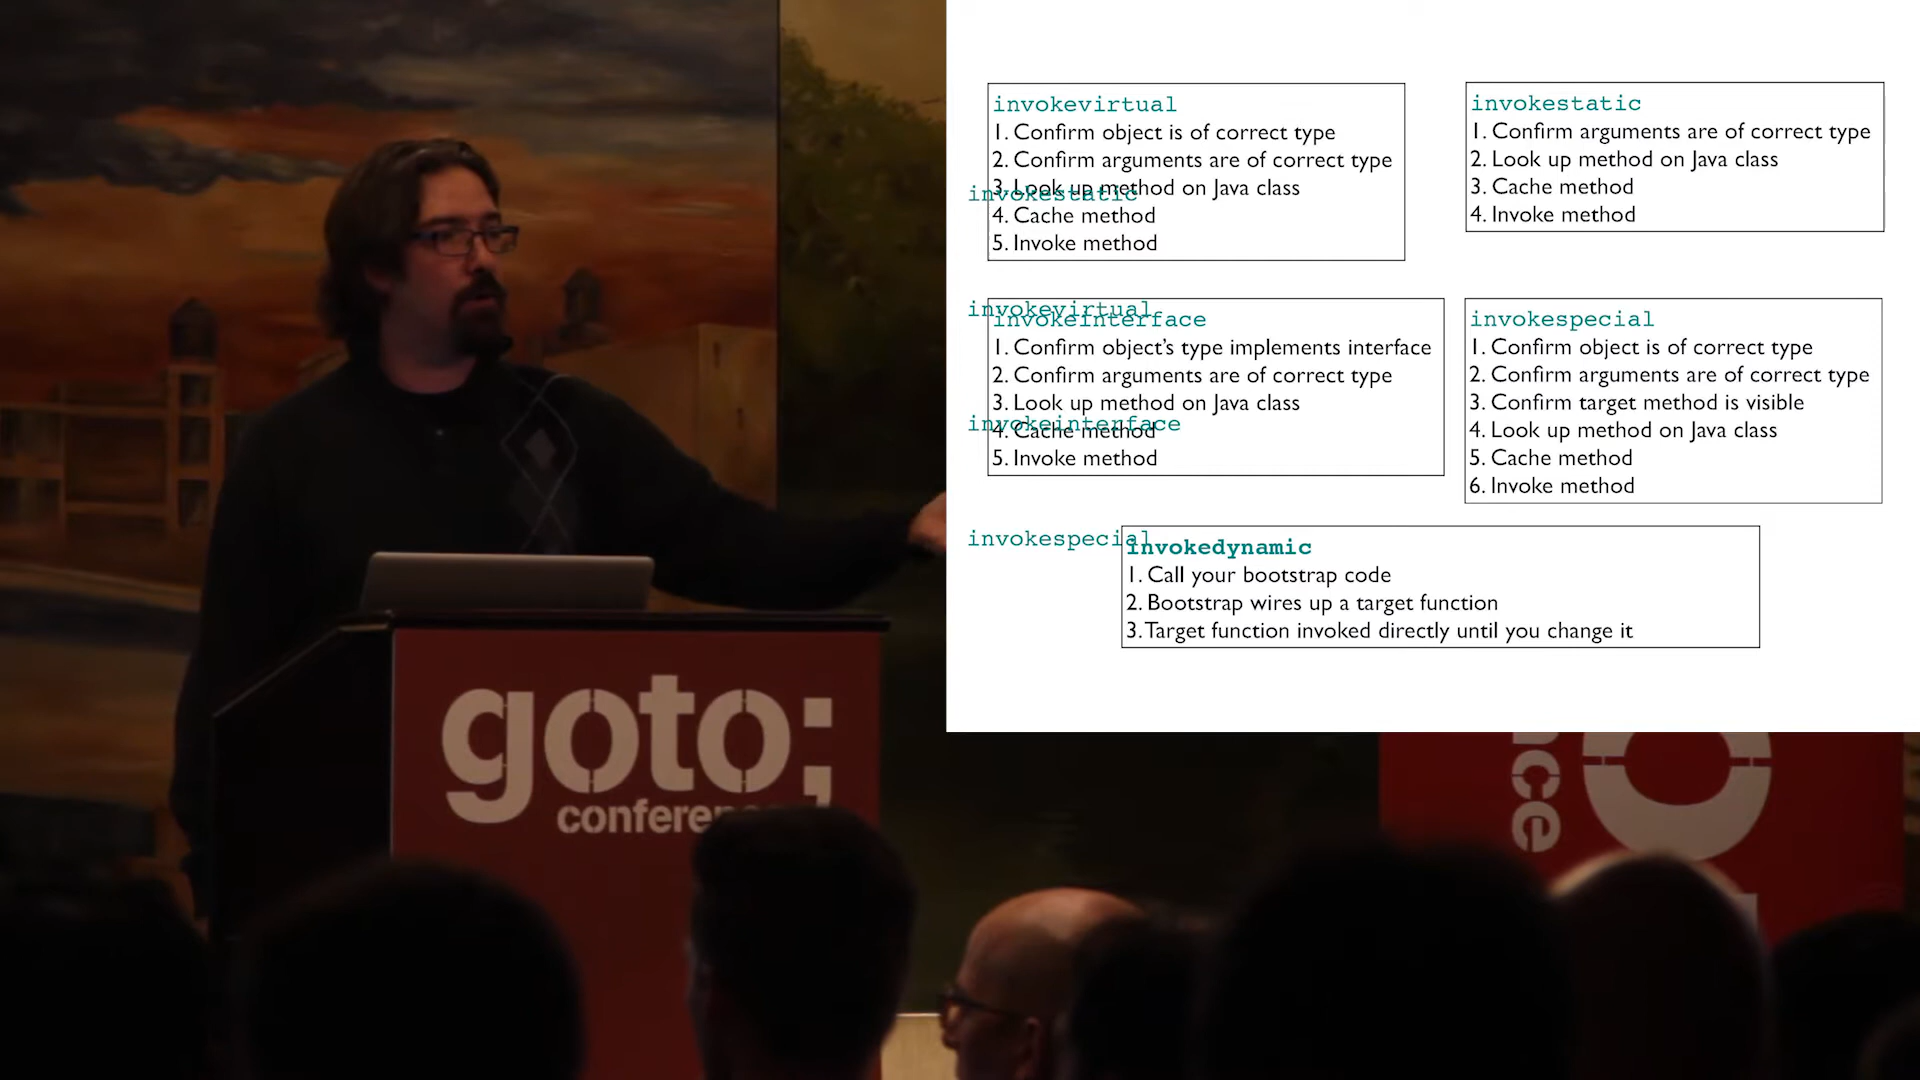 invokevirtual
1. Confirm object is of correct type
2. Confirm arguments are of correct type
3. Look up method on Java class
4. Cache method
5. Invoke method
invokestatic
1. Confirm arguments are of correct type
2. Look up method on Java class
3. Cache method
4. Invoke method
invokestatic
invokevirtual
invokeinterface
1. Confirm object's type implements interface
2. Confirm arguments are of correct type
3. Look up method on Java class
4. Cache method
5. Invoke method
invokeinterface
invokespecial
1. Confirm object is of correct type
2. Confirm arguments are of correct type
3. Confirm target method is visible
4. Look up method on Java class
5. Cache method
6. Invoke method
invokespecial
invokedynamic
1. Call your bootstrap code
2. Bootstrap wires up a target function
3. Target function invoked directly until you change it
goto;